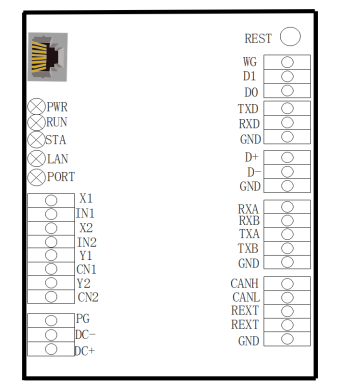 REST
WG
D1
D0
TXD
RXD
GND
D+
D-
GND
RXA
RXB
TXA
TXB
GND
CANH
CANL
REXT
REXT
GND
PWR
RUN
STA
LAN
PORT
X1
IN1
X2
IN2
Y1
CN1
Y2
CN2
PG
DC-
DC+